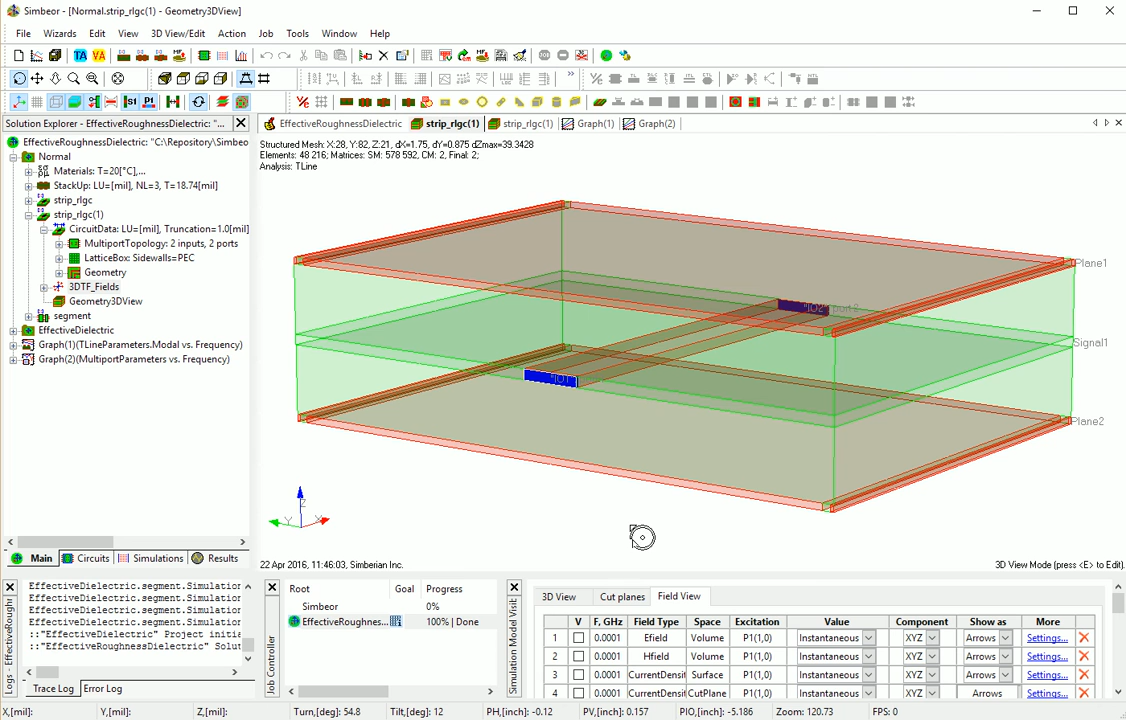 Simbeor - [Normal.strip_rlgc(1) - Geometry3DView]
File Wizards Edit View 3D View/Edit Action Job Tools Window Help
Solution Explorer - EffectiveRoughnessDielectric: "...
EffectiveRoughnessDielectric strip_rlgc(1) strip_rlgc(1) Graph(1) Graph(2)
EffectiveRoughnessDielectric: "C:\Repository\Simbeo
Normal
Materials: T=20[°C],...
StackUp: LU=[mil], NL=3, T=18.74[mil]
strip_rlgc
strip_rlgc(1)
CircuitData: LU=[mil], Truncation=1.0[mil]
MultiportTopology: 2 inputs, 2 ports
LatticeBox: Sidewalls=PEC
Geometry
3DTF_Fields
Geometry3DView
segment
EffectiveDielectric
Graph(1)(TLineParameters.Modal vs. Frequency)
Graph(2)(MultiportParameters vs. Frequency)
Structured Mesh: X:28, Y:82, Z:21, dX=1.75, dY=0.875 dZmax=39.3428
Elements: 48 216; Matrices: SM: 578 592, CM: 2, Final: 2;
Analysis: TLine
Plane1
Signal1
Plane2
Z
Y
X
22 Apr 2016, 11:46:03, Simberian Inc.
3D View Mode (press <E> to Edit).
Main Circuits Simulations Results
Logs - EffectiveRoughn
EffectiveDielectric.segment.Simulation
EffectiveDielectric.segment.Simulation
EffectiveDielectric.segment.Simulation
::"EffectiveDielectric" Project initia
::"EffectiveRoughnessDielectric" Solut
Trace Log Error Log
Job Controller
Root Goal Progress
Simbeor 0%
EffectiveRoughnes... 100% | Done
Simulation Model Visit
3D View Cut planes Field View
V F, GHz Field Type Space Excitation Value Component Show as More
1 0.0001 Efield Volume P1(1,0) Instantaneous XYZ Arrows Settings...
2 0.0001 Hfield Volume P1(1,0) Instantaneous XYZ Arrows Settings...
3 0.0001 CurrentDensit Surface P1(1,0) Instantaneous XYZ Arrows Settings...
4 0.0001 CurrentDensit CutPlane P1(1,0) Instantaneous XYZ Arrows Settings...
X,[mil]: Y,[mil]: Z,[mil]: Turn,[deg]: 54.8 Tilt,[deg]: 12 PH,[inch]: -0.12 PV,[inch]: 0.157 PIO,[inch]: -5.186 Zoom: 120.73 FPS: 0